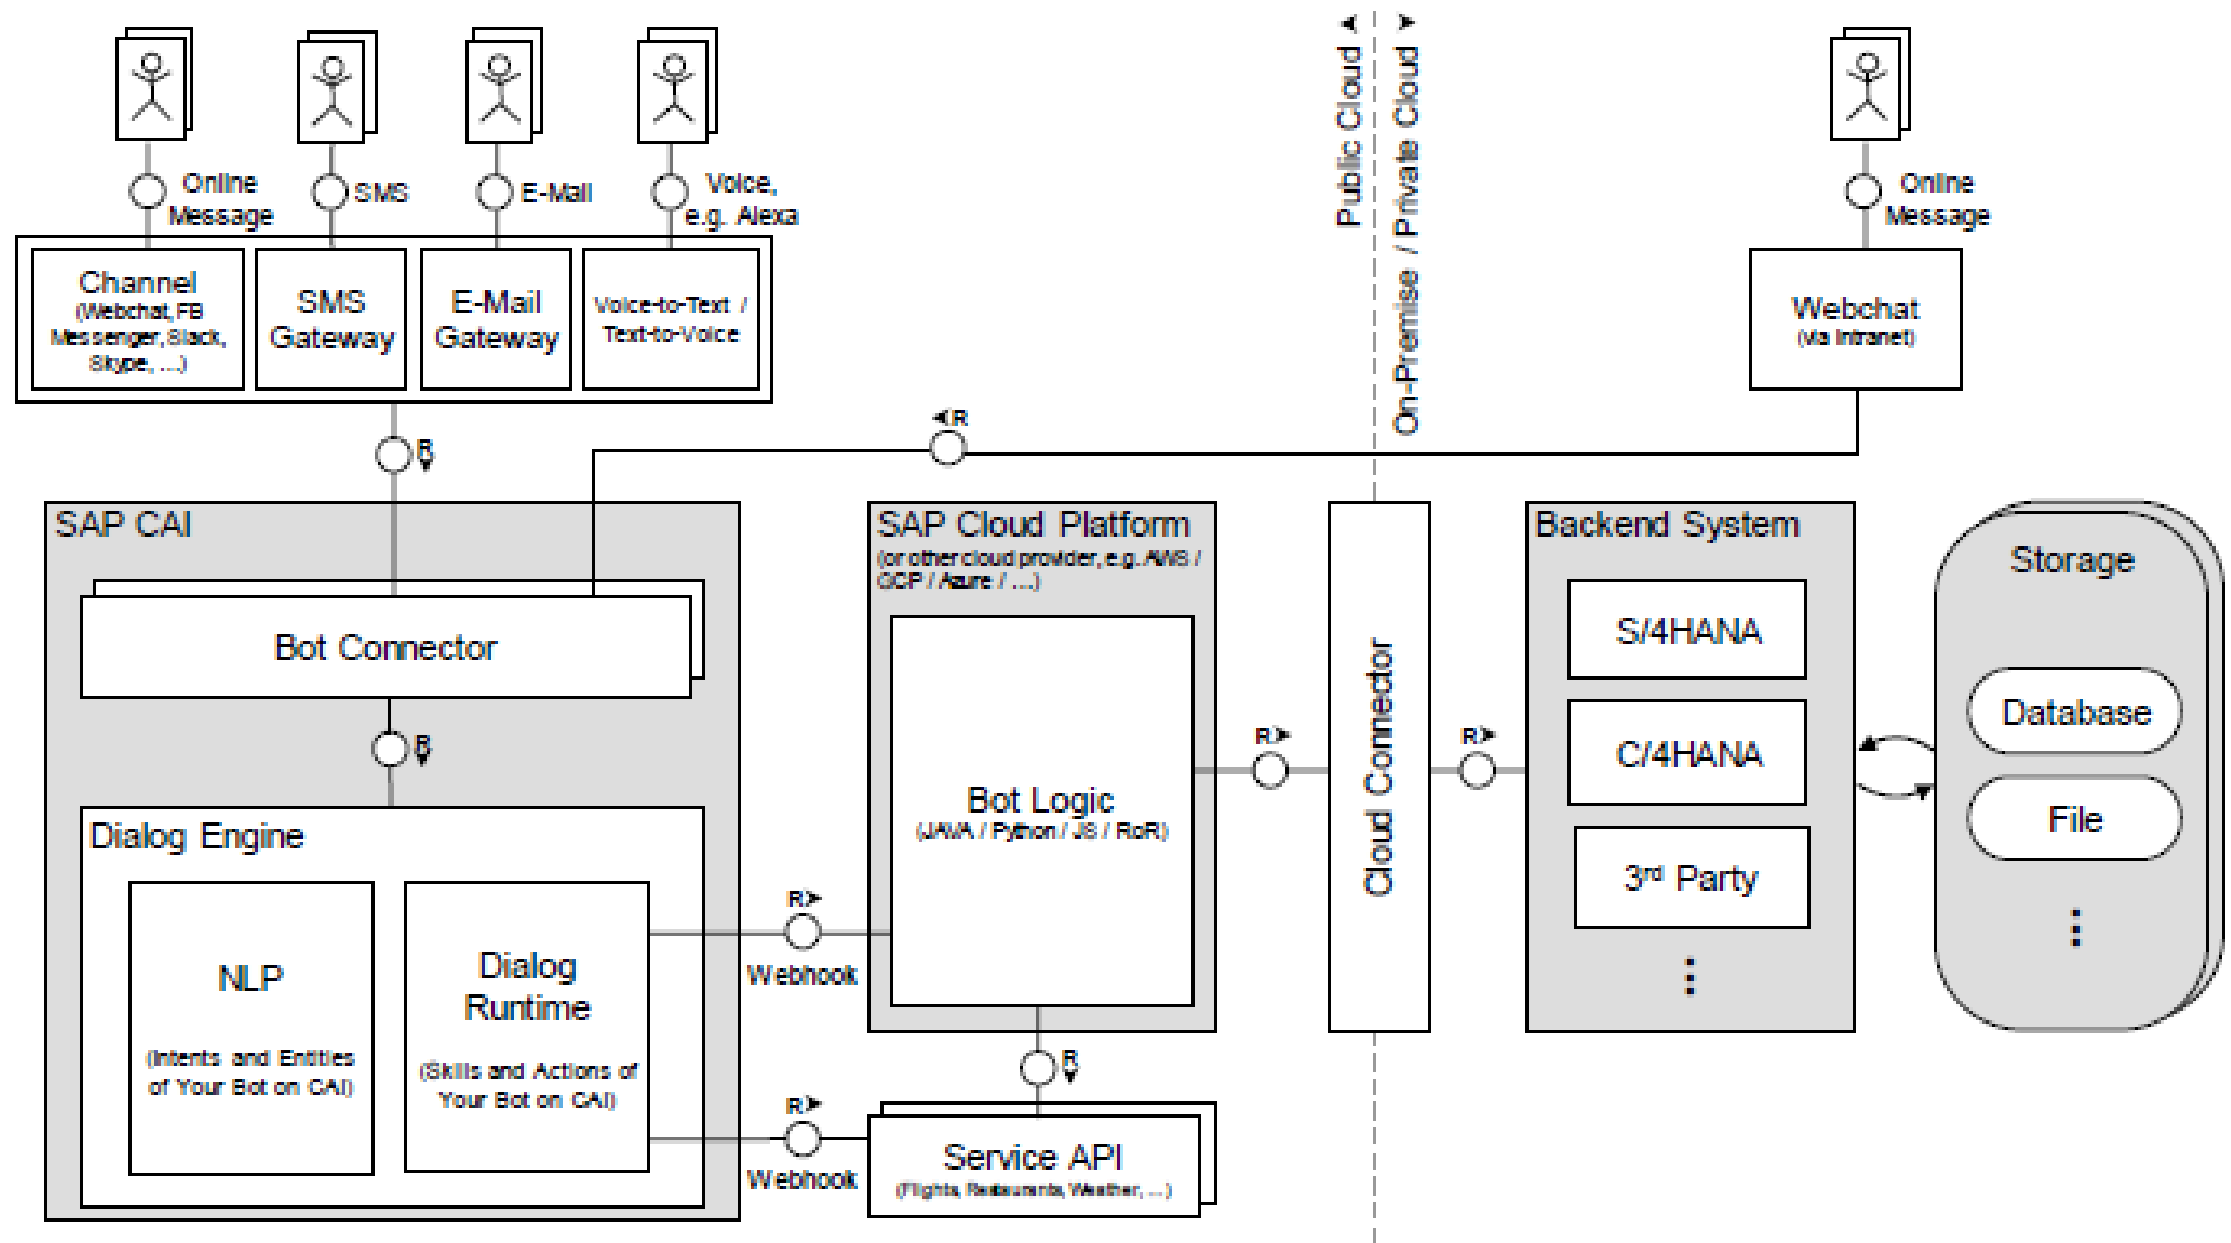 Online
Message
SMS
E-Mail
Voice,
e.g. Alexa
Public Cloud
On-Premise / Private Cloud
Online
Message
Channel
(Webchat, FB
Messenger, Slack,
Skype, ...)
SMS
Gateway
E-Mail
Gateway
Voice-to-Text /
Text-to-Voice
Webchat
(via Intranet)
R
R
SAP CAI
Bot Connector
R
Dialog Engine
NLP
(Intents and Entities
of Your Bot on CAI)
Dialog
Runtime
(Skills and Actions of
Your Bot on CAI)
R
Webhook
R
Webhook
SAP Cloud Platform
(or other cloud provider, e.g. AWS /
GCP / Azure / ...)
Bot Logic
(JAVA / Python / JS / RoR)
R
Service API
(Flights, Restaurants, Weather, ...)
R
Cloud Connector
R
Backend System
S/4HANA
C/4HANA
3rd Party
...
Storage
Database
File
...